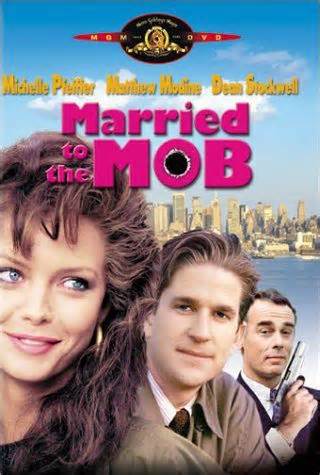 MGM DVD
Michelle Pfeiffer Matthew Modine Dean Stockwell
Married
to
the MOB